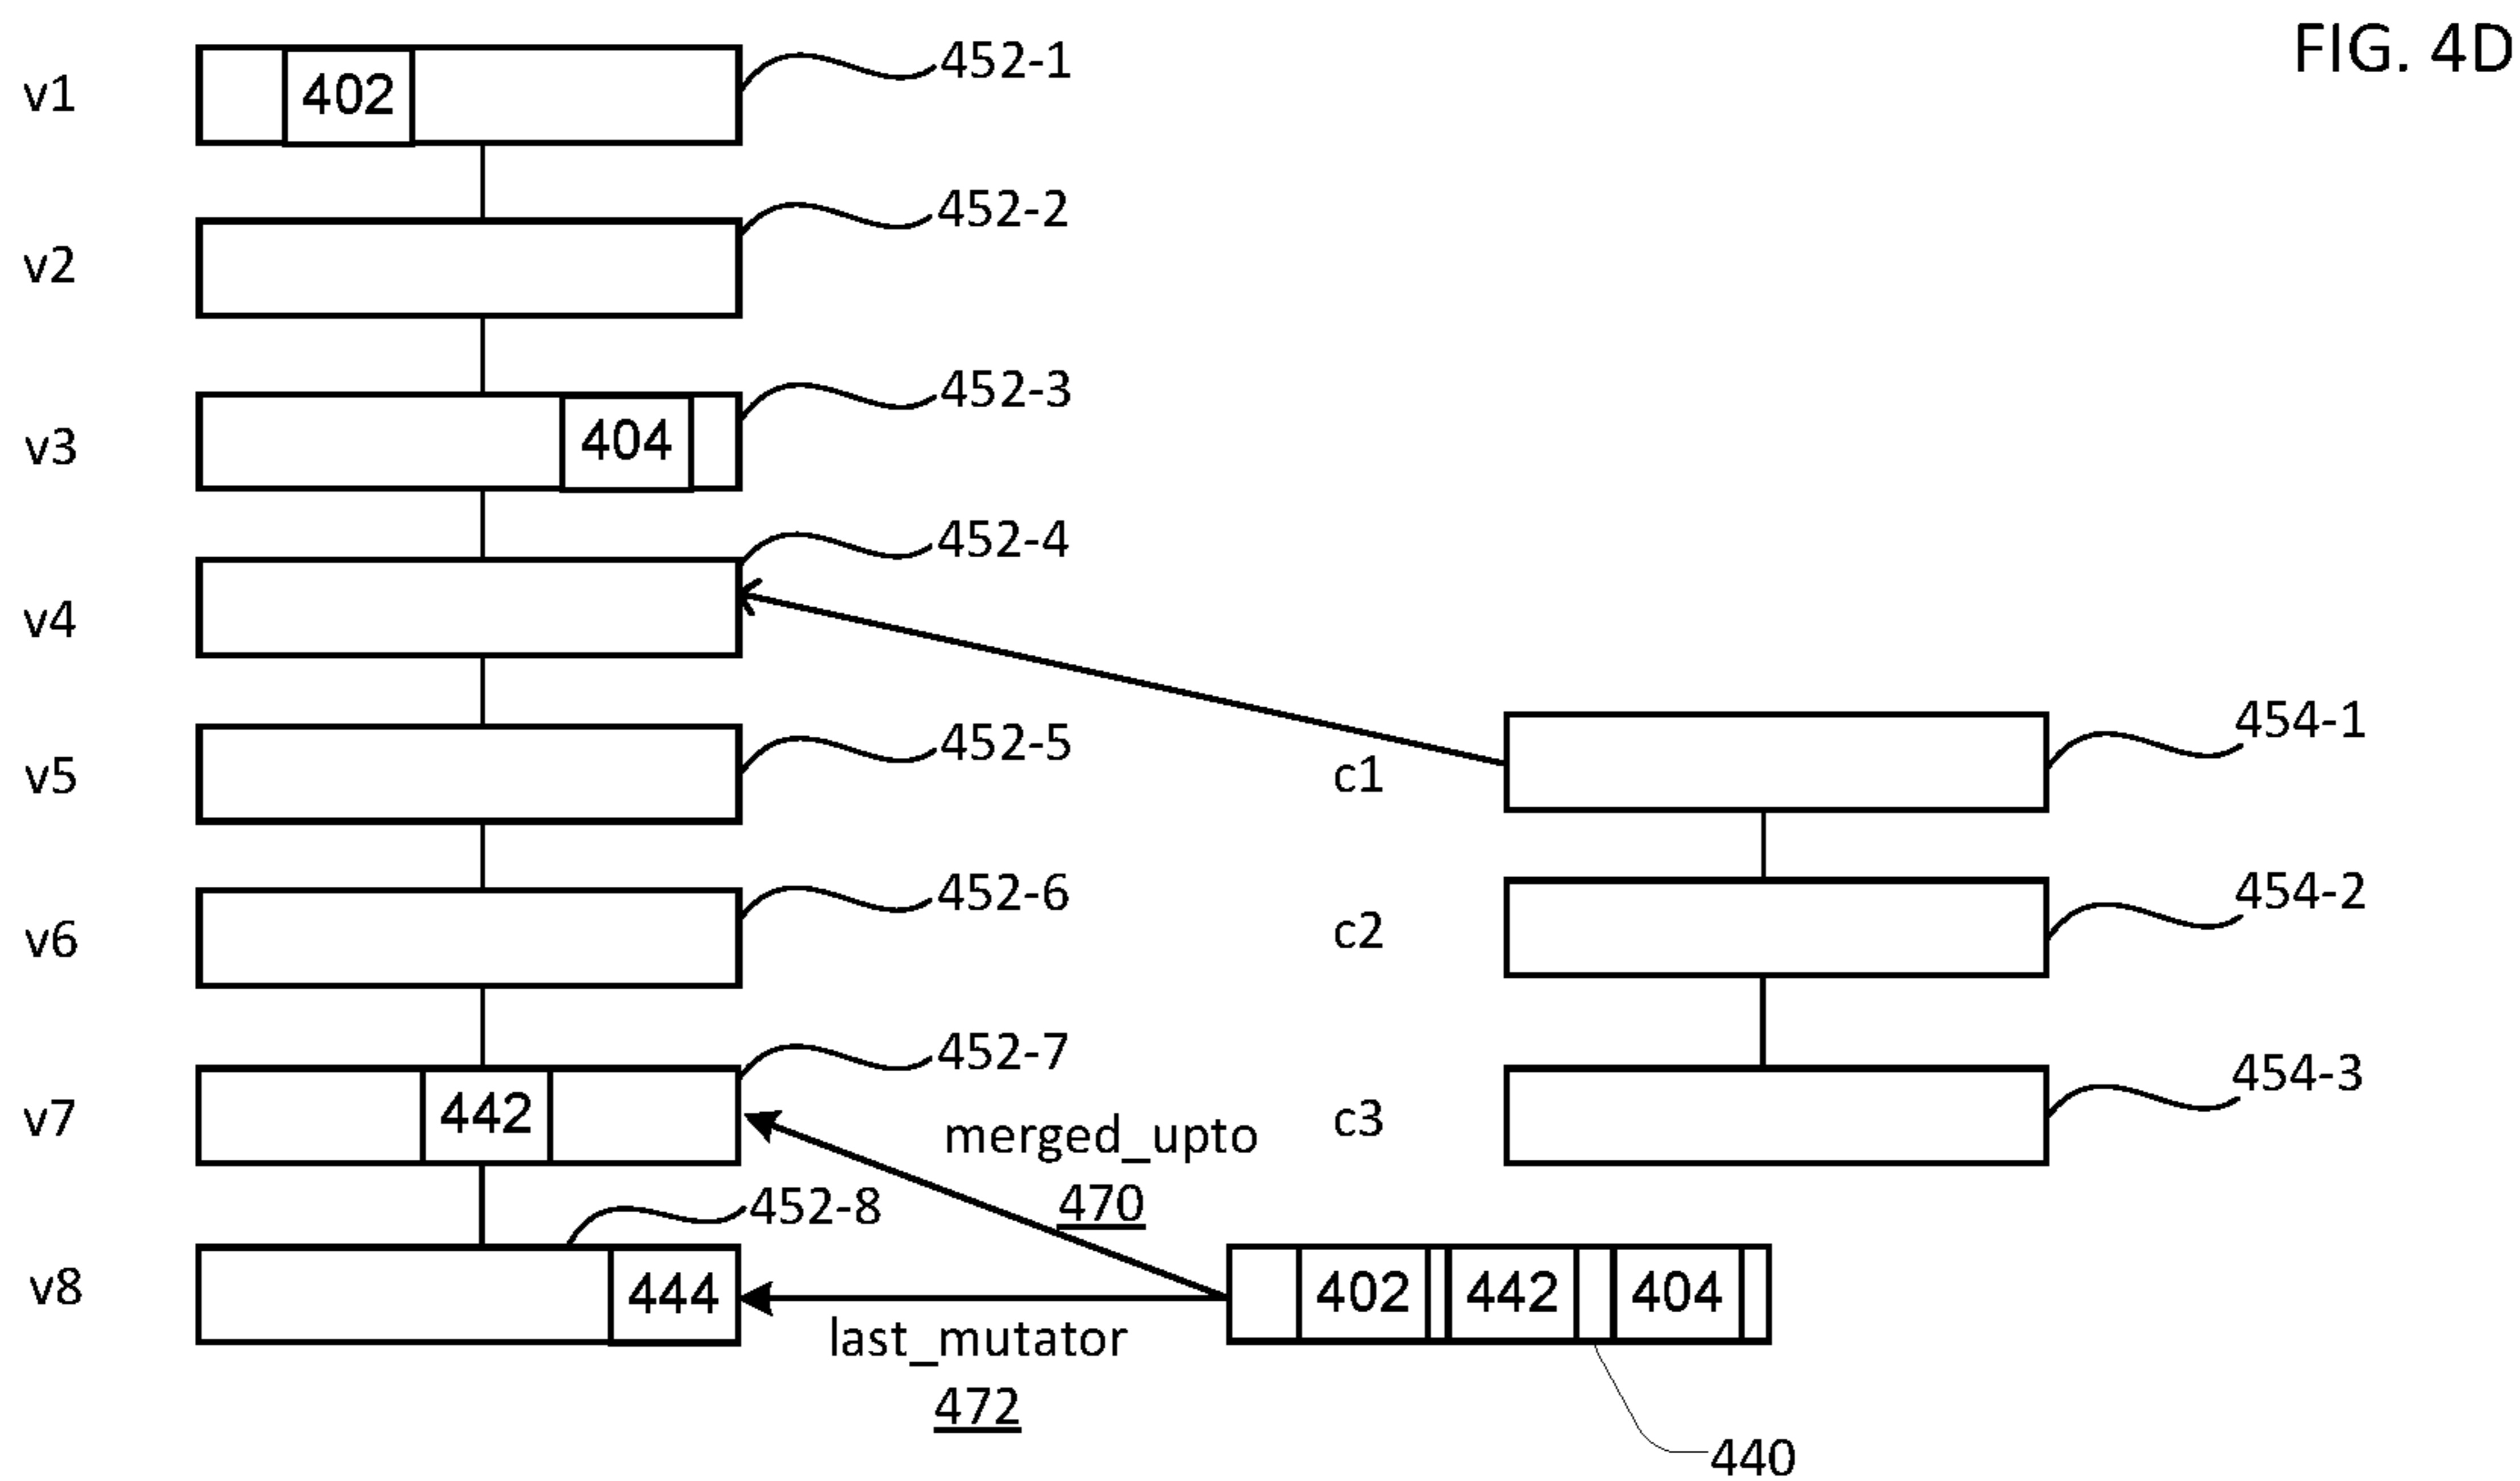 FIG. 4D
v1 402 452-1
v2 452-2
v3 404 452-3
v4 452-4
v5 452-5 c1 454-1
v6 452-6 c2 454-2
v7 442 452-7 c3 454-3
merged_upto
470
452-8
v8 444 402 442 404
last_mutator
472
440